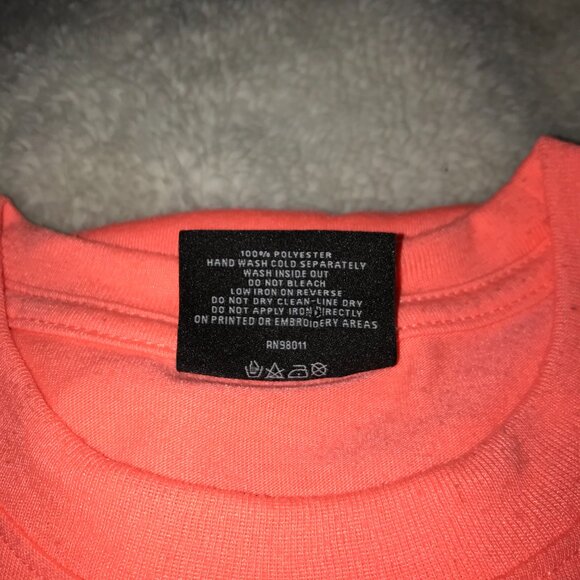 100% POLYESTER
HAND WASH COLD SEPARATELY
WASH INSIDE OUT
DO NOT BLEACH
LOW IRON ON REVERSE
DO NOT DRY CLEAN-LINE DRY
DO NOT APPLY IRON DIRECTLY
ON PRINTED OR EMBROIDERY AREAS
RN98011